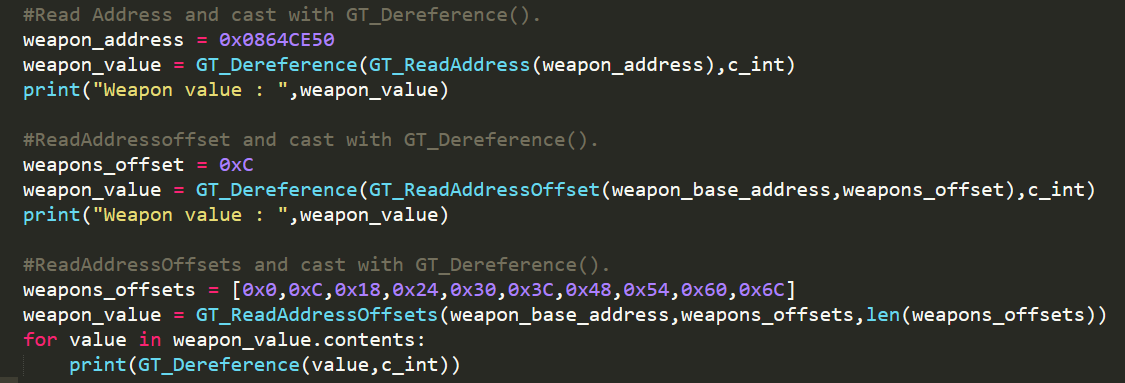 #Read Address and cast with GT_Dereference().
weapon_address = 0x0864CE50
weapon_value = GT_Dereference(GT_ReadAddress(weapon_address),c_int)
print("Weapon value : ",weapon_value)
#ReadAddressoffset and cast with GT_Dereference().
weapons_offset = 0xC
weapon_value = GT_Dereference(GT_ReadAddressOffset(weapon_base_address,weapons_offset),c_int)
print("Weapon value : ",weapon_value)
#ReadAddressOffsets and cast with GT_Dereference().
weapons_offsets = [0x0,0xC,0x18,0x24,0x30,0x3C,0x48,0x54,0x60,0x6C]
weapon_value = GT_ReadAddressOffsets(weapon_base_address,weapons_offsets,len(weapons_offsets))
for value in weapon_value.contents:
    print(GT_Dereference(value,c_int))